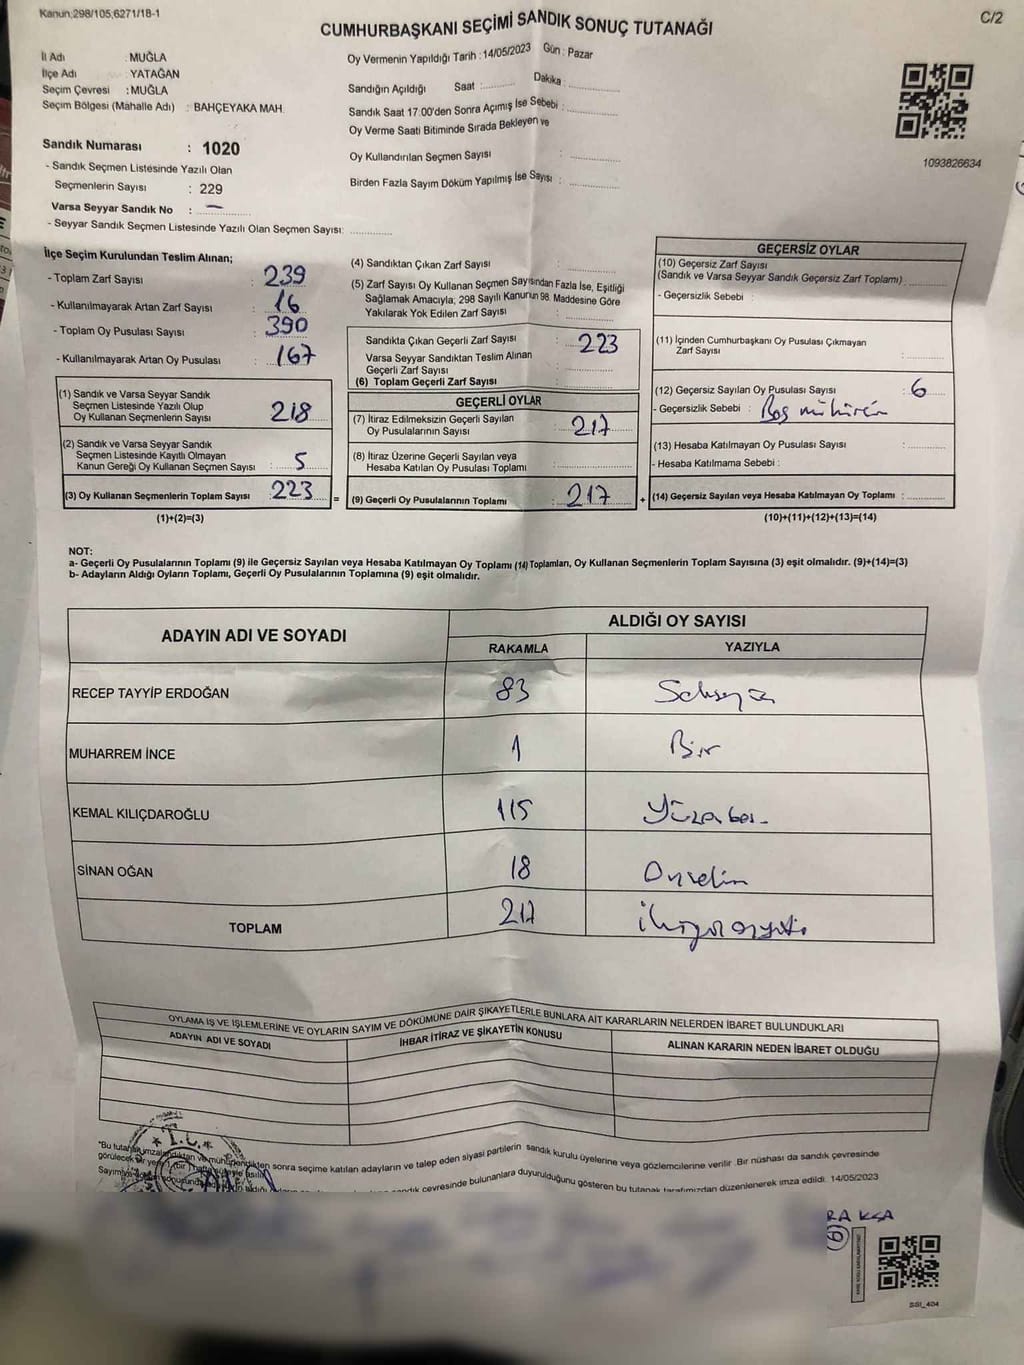 Kanun;298/105,6271/18-1
C/2
CUMHURBAŞKANI SEÇİMİ SANDIK SONUÇ TUTANAĞI
İl Adı : MUĞLA
İlçe Adı : YATAĞAN
Seçim Çevresi : MUĞLA
Seçim Bölgesi (Mahalle Adı) : BAHÇEYAKA MAH.
Sandık Numarası : 1020
- Sandık Seçmen Listesinde Yazılı Olan
Seçmenlerin Sayısı : 229
Varsa Seyyar Sandık No : –
- Seyyar Sandık Seçmen Listesinde Yazılı Olan Seçmen Sayısı:
Oy Vermenin Yapıldığı Tarih : 14/05/2023 Gün : Pazar
Sandığın Açıldığı Saat : Dakika :
Sandık Saat 17.00'den Sonra Açımış İse Sebebi :
Oy Verme Saati Bitiminde Sırada Bekleyen ve
Oy Kullandırılan Seçmen Sayısı :
Birden Fazla Sayım Döküm Yapılmış İse Sayısı :
1093826634
İlçe Seçim Kurulundan Teslim Alınan;
- Toplam Zarf Sayısı : 239
- Kullanılmayarak Artan Zarf Sayısı : 16
- Toplam Oy Pusulası Sayısı : 390
- Kullanılmayarak Artan Oy Pusulası : 167
(1) Sandık ve Varsa Seyyar Sandık
Seçmen Listesinde Yazılı Olup
Oy Kullanan Seçmenlerin Sayısı : 218
(2) Sandık ve Varsa Seyyar Sandık
Seçmen Listesinde Kayıtlı Olmayan
Kanun Gereği Oy Kullanan Seçmen Sayısı : 5
(3) Oy Kullanan Seçmenlerin Toplam Sayısı : 223 =
(1)+(2)=(3)
(4) Sandıktan Çıkan Zarf Sayısı :
(5) Zarf Sayısı Oy Kullanan Seçmen Sayısından Fazla İse, Eşitliği
Sağlamak Amacıyla; 298 Sayılı Kanunun 98. Maddesine Göre
Yakılarak Yok Edilen Zarf Sayısı :
Sandıkta Çıkan Geçerli Zarf Sayısı : 223
Varsa Seyyar Sandıktan Teslim Alınan
Geçerli Zarf Sayısı :
(6) Toplam Geçerli Zarf Sayısı :
GEÇERLİ OYLAR
(7) İtiraz Edilmeksizin Geçerli Sayılan
Oy Pusulalarının Sayısı : 217
(8) İtiraz Üzerine Geçerli Sayılan veya
Hesaba Katılan Oy Pusulası Toplamı :
(9) Geçerli Oy Pusulalarının Toplamı : 217 +
GEÇERSİZ OYLAR
(10) Geçersiz Zarf Sayısı
(Sandık ve Varsa Seyyar Sandık Geçersiz Zarf Toplamı) :
- Geçersizlik Sebebi :
(11) İçinden Cumhurbaşkanı Oy Pusulası Çıkmayan
Zarf Sayısı :
(12) Geçersiz Sayılan Oy Pusulası Sayısı : 6
- Geçersizlik Sebebi : Boş
(13) Hesaba Katılmayan Oy Pusulası Sayısı :
- Hesaba Katılmama Sebebi :
(14) Geçersiz Sayılan veya Hesaba Katılmayan Oy Toplamı :
(10)+(11)+(12)+(13)=(14)
NOT:
a- Geçerli Oy Pusulalarının Toplamı (9) ile Geçersiz Sayılan veya Hesaba Katılmayan Oy Toplamı (14) Toplamları, Oy Kullanan Seçmenlerin Toplam Sayısına (3) eşit olmalıdır. (9)+(14)=(3)
b- Adayların Aldığı Oyların Toplamı, Geçerli Oy Pusulalarının Toplamına (9) eşit olmalıdır.
ADAYIN ADI VE SOYADI
ALDIĞI OY SAYISI
RAKAMLA YAZIYLA
RECEP TAYYİP ERDOĞAN 83
MUHARREM İNCE 1 Bir
KEMAL KILIÇDAROĞLU 115
SİNAN OĞAN 18
TOPLAM 217
OYLAMA İŞ VE İŞLEMLERİNE VE OYLARIN SAYIM VE DÖKÜMÜNE DAİR ŞİKAYETLERLE BUNLARA AİT KARARLARIN NELERDEN İBARET BULUNDUKLARI
ADAYIN ADI VE SOYADI
İHBAR İTİRAZ VE ŞİKAYETİN KONUSU
ALINAN KARARIN NEDEN İBARET OLDUĞU
T.C.
"Bu tutanak imzalandıktan ve mühürlendikten sonra seçime katılan adayların ve talep eden siyasi partilerin sandık kurulu üyelerine veya gözlemcilerine verilir. Bir nüshası da sandık çevresinde
görülecek bir yere (bir) hafta süreyle asılır.
sandık çevresinde bulunanlara duyurulduğunu gösteren bu tutanak tarafımızdan düzenlenerek imza edildi. 14/05/2023
SSI_404